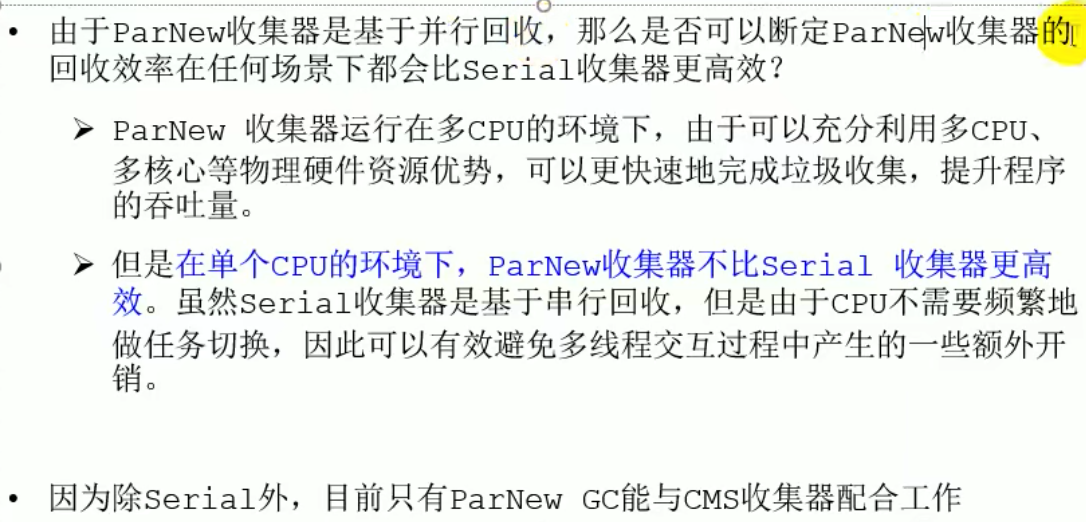 • 由于ParNew收集器是基于并行回收，那么是否可以断定ParNew收集器的
回收效率在任何场景下都会比Serial收集器更高效？
➢ ParNew 收集器运行在多CPU的环境下，由于可以充分利用多CPU、
多核心等物理硬件资源优势，可以更快速地完成垃圾收集，提升程序
的吞吐量。
➢ 但是在单个CPU的环境下，ParNew收集器不比Serial 收集器更高
效。虽然Serial收集器是基于串行回收，但是由于CPU不需要频繁地
做任务切换，因此可以有效避免多线程交互过程中产生的一些额外开
销。
• 因为除Serial外，目前只有ParNew GC能与CMS收集器配合工作